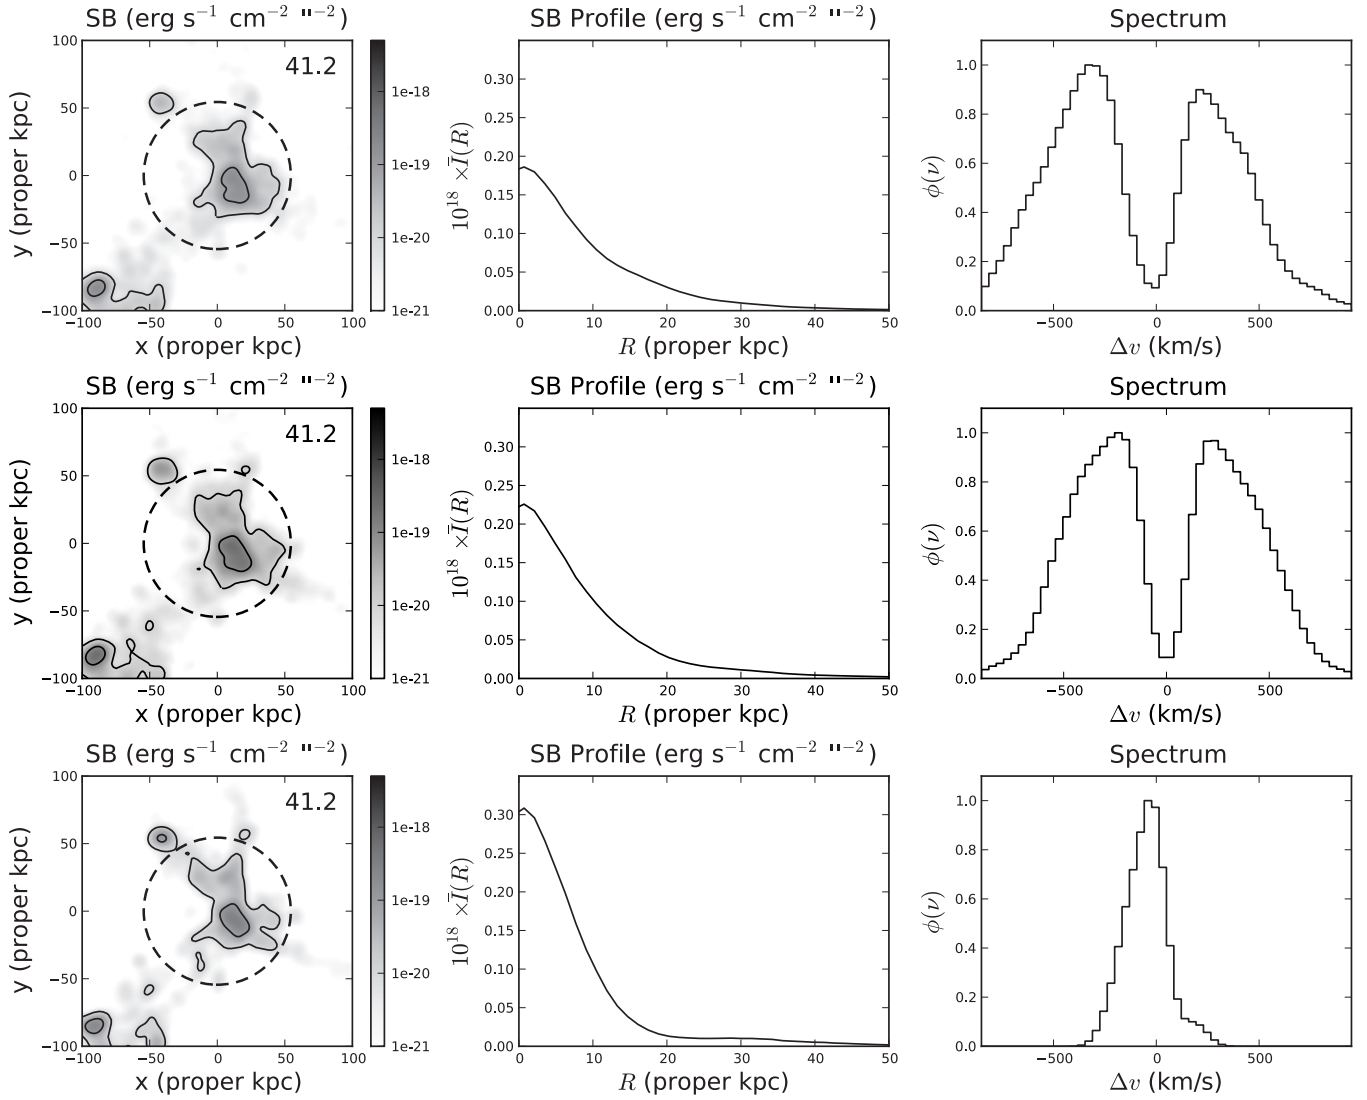 SB (erg s⁻¹ cm⁻² "⁻²) SB Profile (erg s⁻¹ cm⁻² "⁻²) Spectrum
100
50
0
−50
−100
y (proper kpc)
41.2
−100 −50 0 50 100
x (proper kpc)
1e-18
1e-19
1e-20
1e-21
10¹⁸ ×Ī(R)
0.35
0.30
0.25
0.20
0.15
0.10
0.05
0.00
0 10 20 30 40 50
R (proper kpc)
ϕ(ν)
1.0
0.8
0.6
0.4
0.2
0.0
−500 0 500
Δv (km/s)
SB (erg s⁻¹ cm⁻² "⁻²) SB Profile (erg s⁻¹ cm⁻² "⁻²) Spectrum
100
50
0
−50
−100
y (proper kpc)
41.2
−100 −50 0 50 100
x (proper kpc)
1e-18
1e-19
1e-20
1e-21
10¹⁸ ×Ī(R)
0.30
0.25
0.20
0.15
0.10
0.05
0.00
0 10 20 30 40 50
R (proper kpc)
ϕ(ν)
1.0
0.8
0.6
0.4
0.2
0.0
−500 0 500
Δv (km/s)
SB (erg s⁻¹ cm⁻² "⁻²) SB Profile (erg s⁻¹ cm⁻² "⁻²) Spectrum
100
50
0
−50
−100
y (proper kpc)
41.2
−100 −50 0 50 100
x (proper kpc)
1e-18
1e-19
1e-20
1e-21
10¹⁸ ×Ī(R)
0.30
0.25
0.20
0.15
0.10
0.05
0.00
0 10 20 30 40 50
R (proper kpc)
ϕ(ν)
1.0
0.8
0.6
0.4
0.2
0.0
−500 0 500
Δv (km/s)